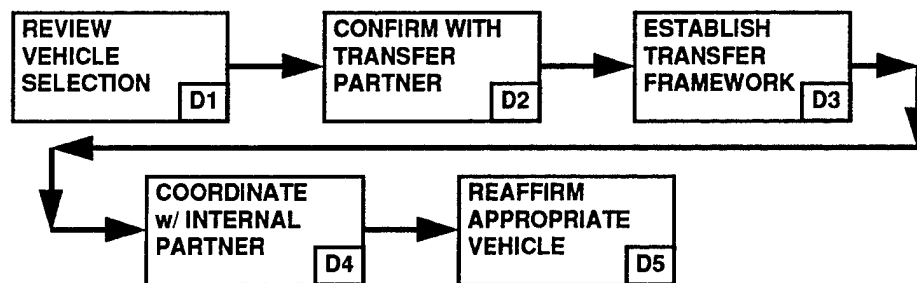 REVIEW
VEHICLE
SELECTION
D1
CONFIRM WITH
TRANSFER
PARTNER
D2
ESTABLISH
TRANSFER
FRAMEWORK
D3
COORDINATE
w/ INTERNAL
PARTNER
D4
REAFFIRM
APPROPRIATE
VEHICLE
D5